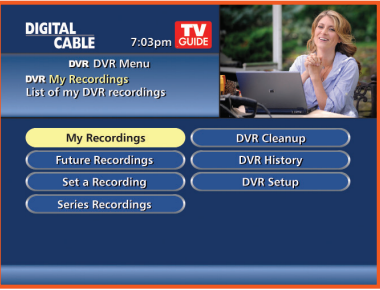 DIGITAL
CABLE
7:03pm
TV
GUIDE
DVR DVR Menu
DVR My Recordings
List of my DVR recordings
My Recordings
Future Recordings
Set a Recording
Series Recordings
DVR Cleanup
DVR History
DVR Setup